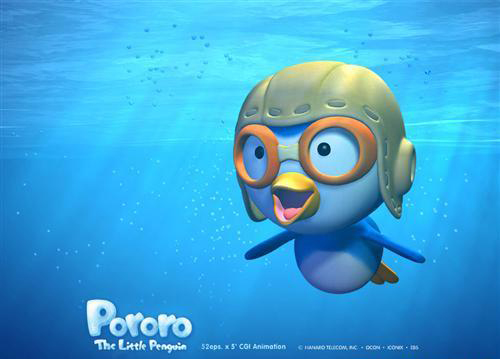 Pororo
The Little Penguin
52eps. x 5' CGI Animation
© HANARO TELECOM, INC. • OCON • ICONIX • EBS